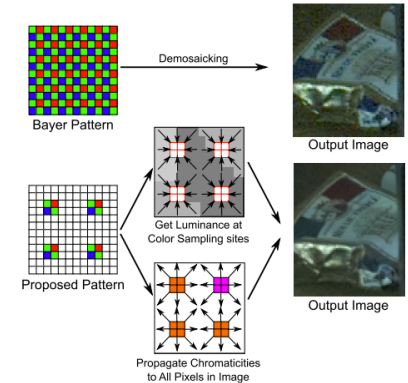 Demosaicking
Bayer Pattern
Output Image
Get Luminance at
Color Sampling sites
Proposed Pattern
Output Image
Propagate Chromaticities
to All Pixels in Image